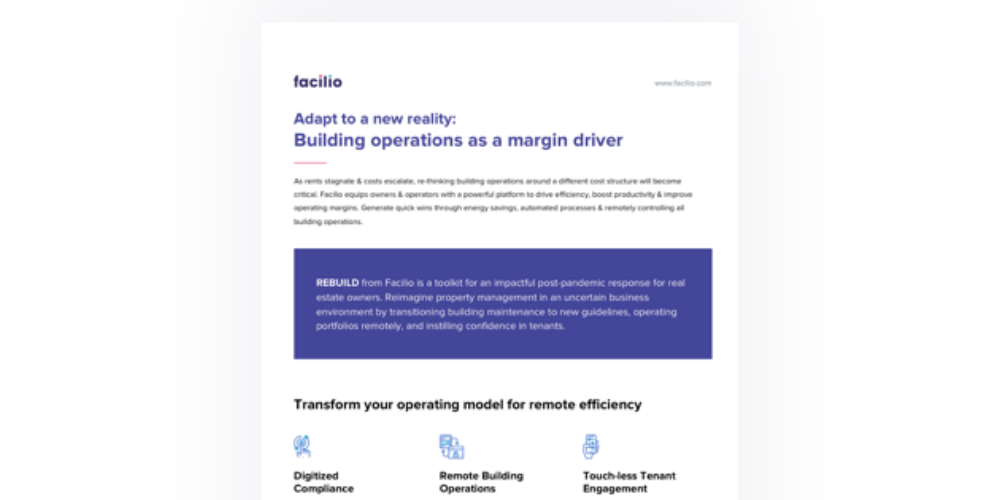 facilio
www.facilio.com
Adapt to a new reality:
Building operations as a margin driver
As rents stagnate & costs escalate, re-thinking building operations around a different cost structure will become
critical. Facilio equips owners & operators with a powerful platform to drive efficiency, boost productivity & improve
operating margins. Generate quick wins through energy savings, automated processes & remotely controlling all
building operations.
REBUILD from Facilio is a toolkit for an impactful post-pandemic response for real
estate owners. Reimagine property management in an uncertain business
environment by transitioning building maintenance to new guidelines, operating
portfolios remotely, and instilling confidence in tenants.
Transform your operating model for remote efficiency
Digitized
Compliance
Remote Building
Operations
Touch-less Tenant
Engagement